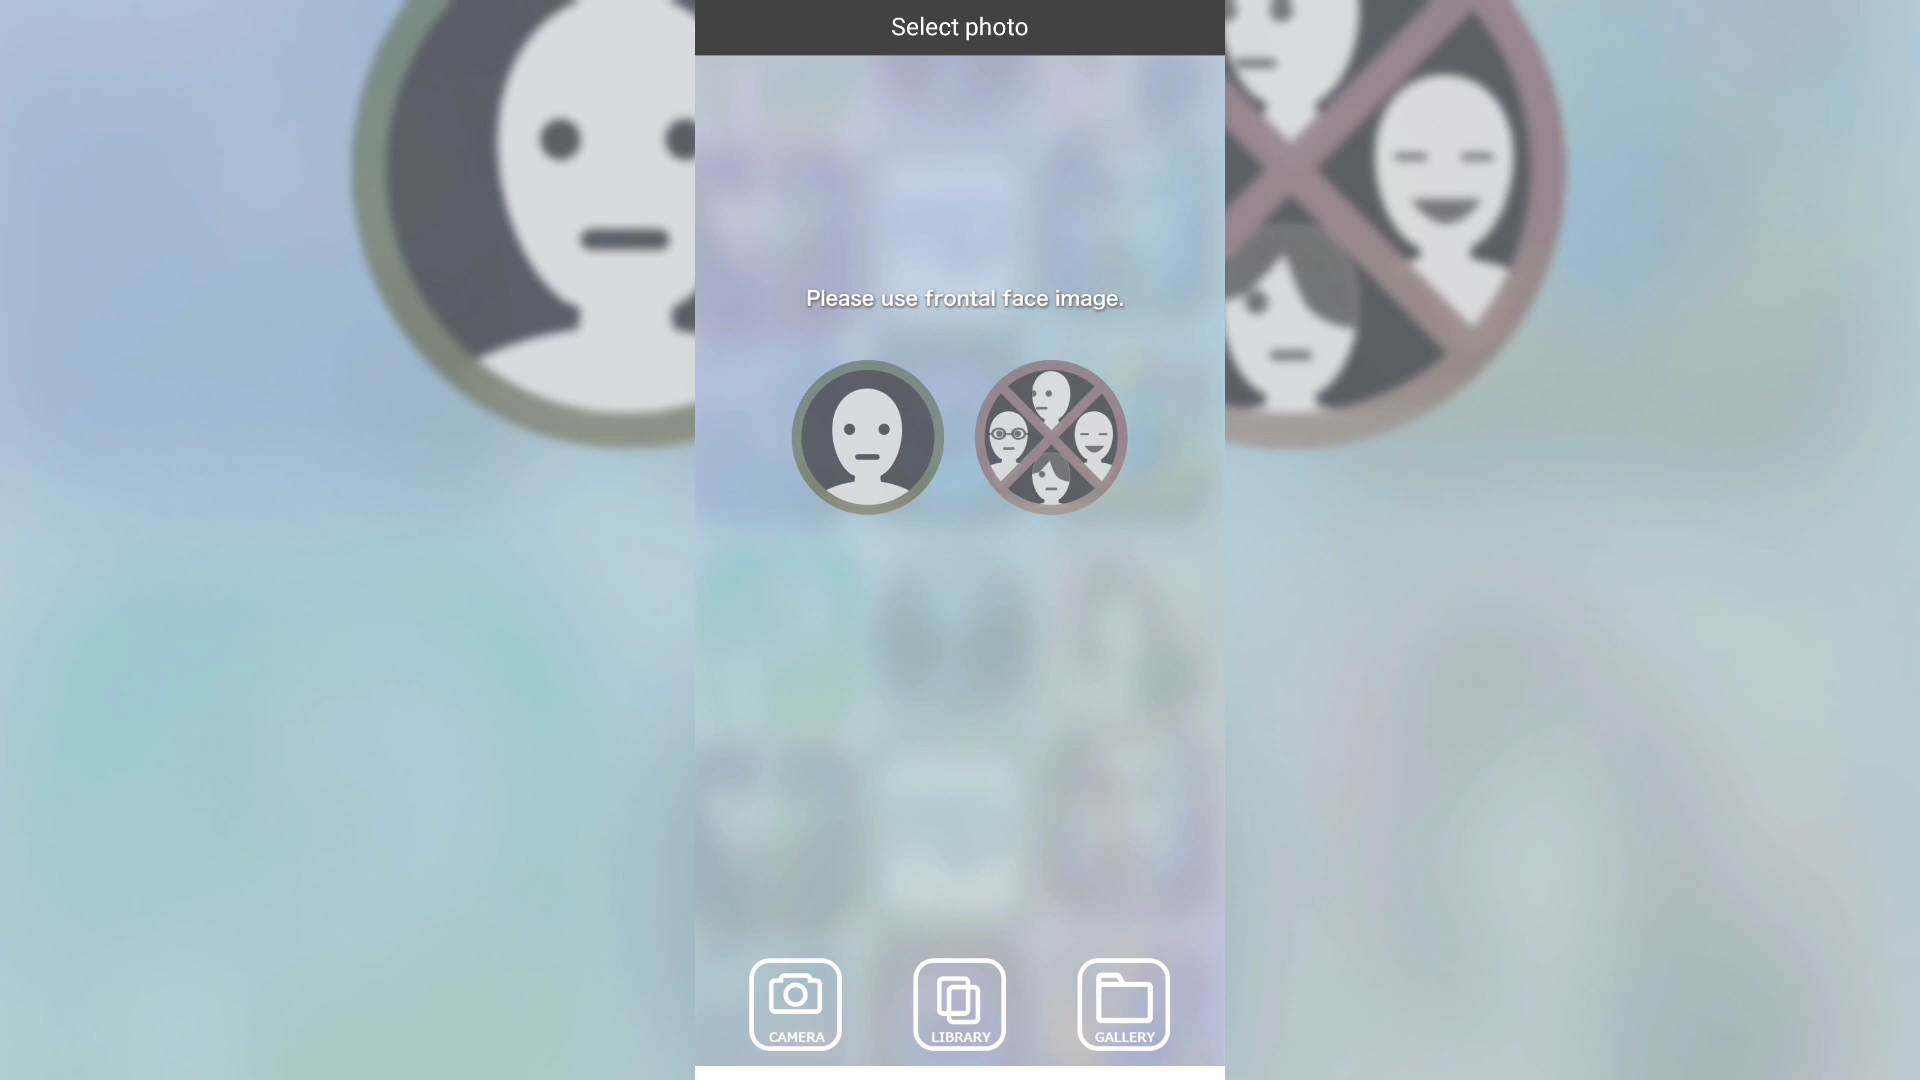 Select photo
Please use frontal face image.
CAMERA
LIBRARY
GALLERY